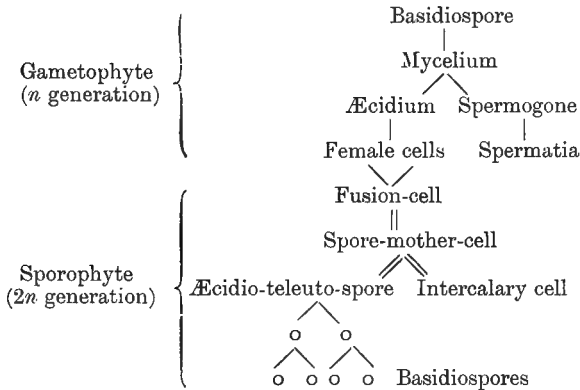 Basidiospore
Mycelium
Gametophyte
(n generation)
Æcidium Spermogone
Female cells Spermatia
Fusion-cell
Spore-mother-cell
Sporophyte
(2n generation)
Æcidio-teleuto-spore Intercalary cell
o o
o o o o Basidiospores